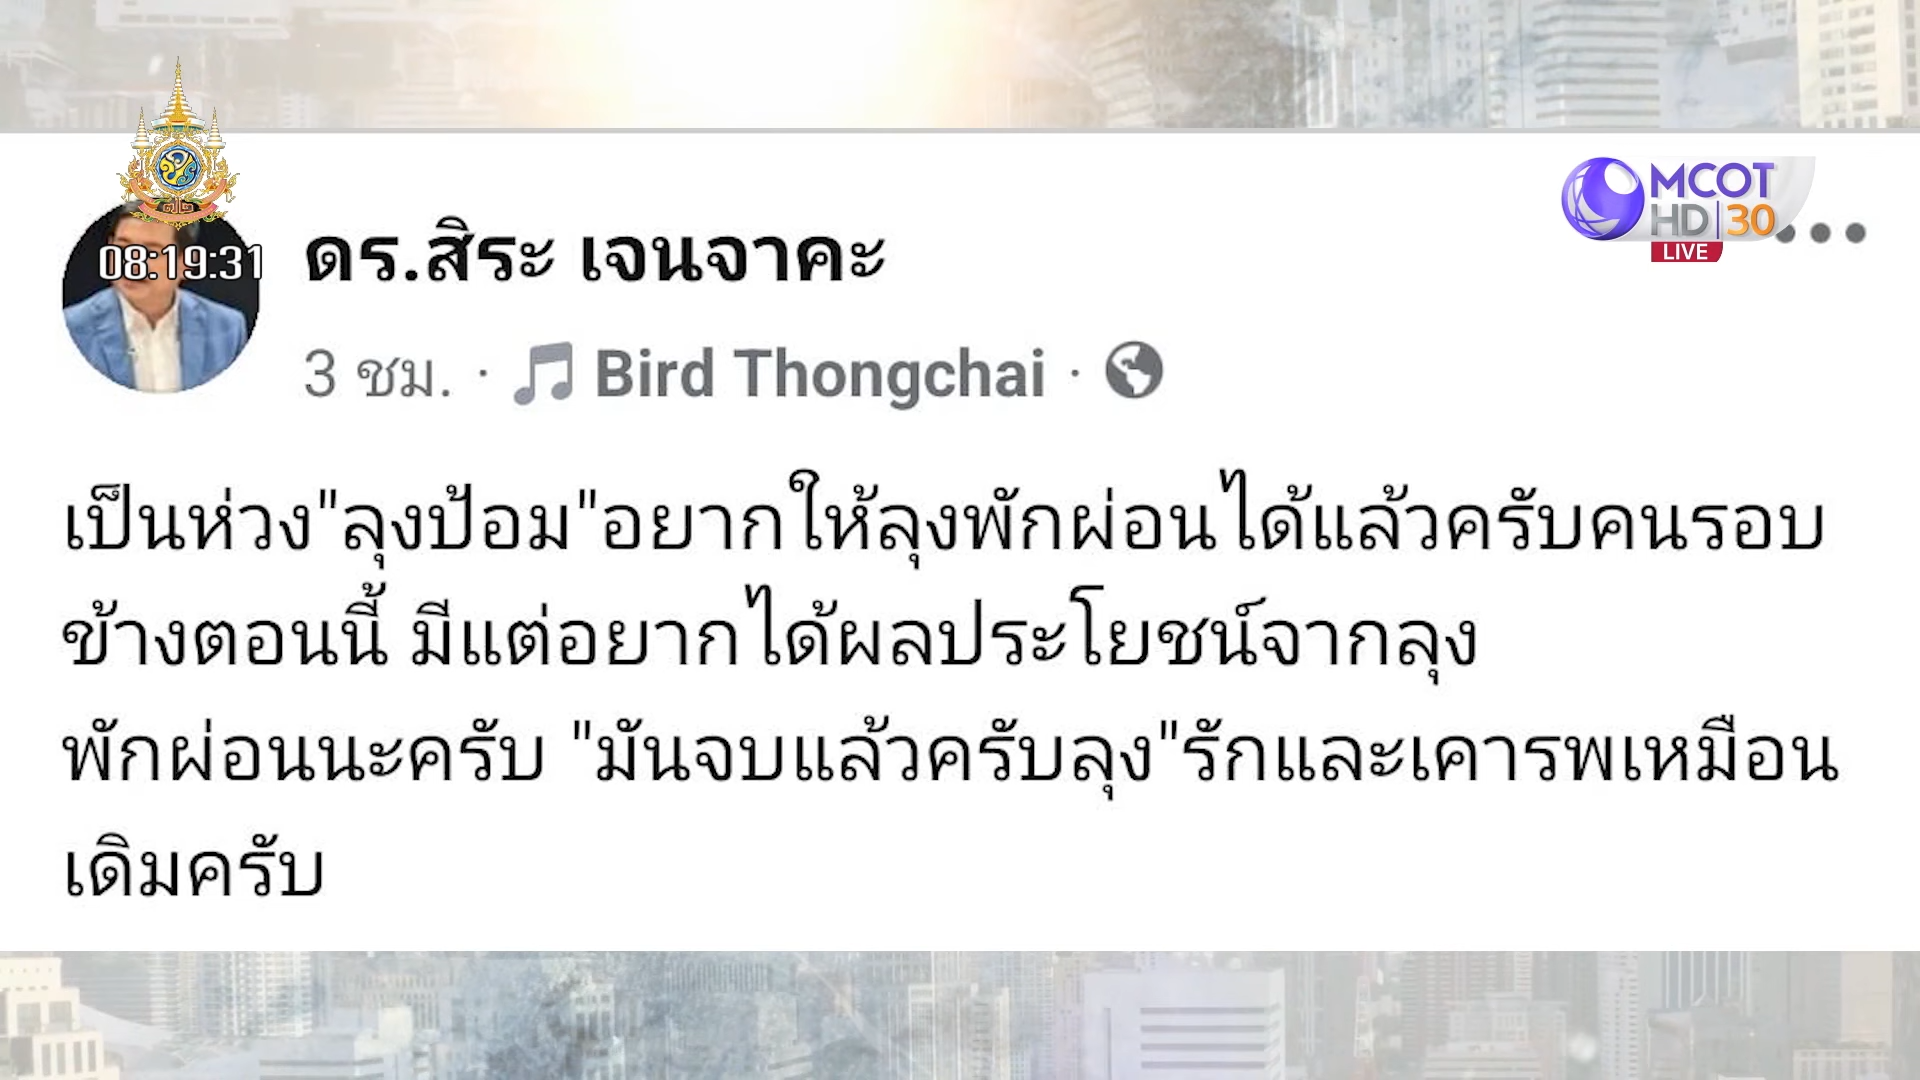 08:19:31
MCOT
HD 30
LIVE
ดร.สิระ เจนจาคะ
3 ชม. · Bird Thongchai ·
เป็นห่วง"ลุงป้อม"อยากให้ลุงพักผ่อนได้แล้วครับคนรอบ
ข้างตอนนี้ มีแต่อยากได้ผลประโยชน์จากลุง
พักผ่อนนะครับ "มันจบแล้วครับลุง"รักและเคารพเหมือน
เดิมครับ